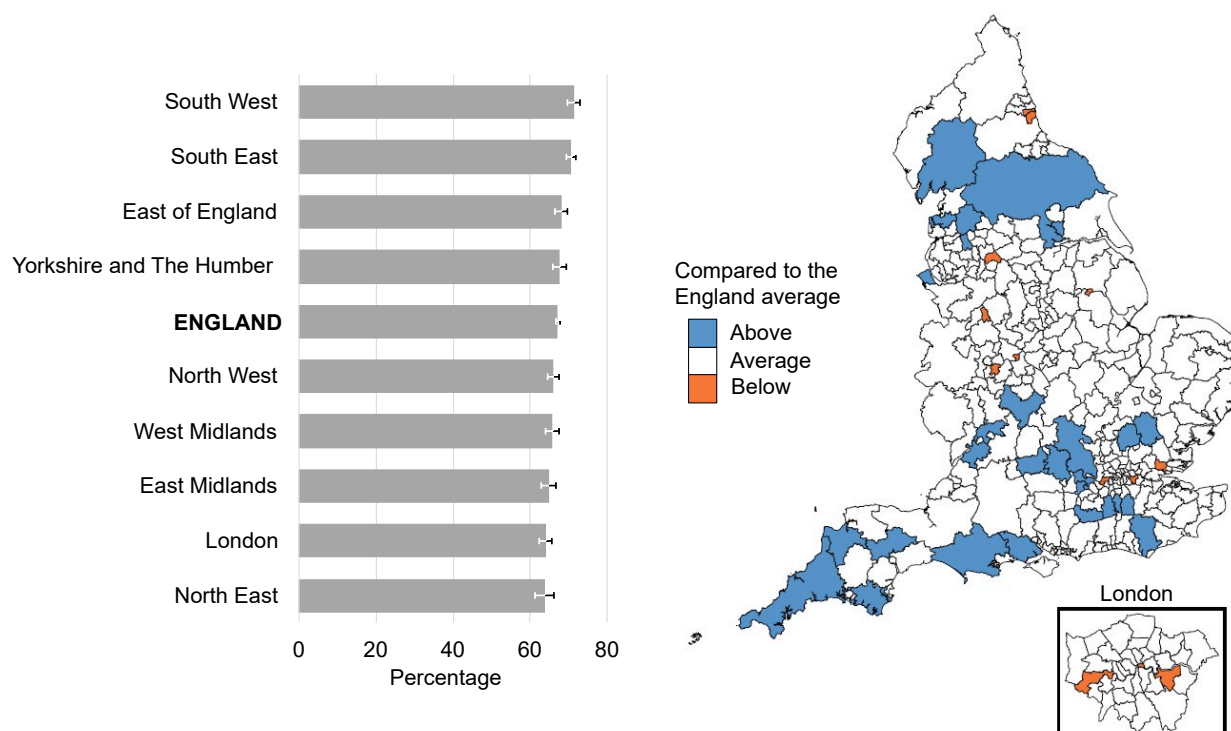 South West
South East
East of England
Yorkshire and The Humber
ENGLAND
North West
West Midlands
East Midlands
London
North East
0 20 40 60 80
Percentage
Compared to the
England average
Above
Average
Below
London